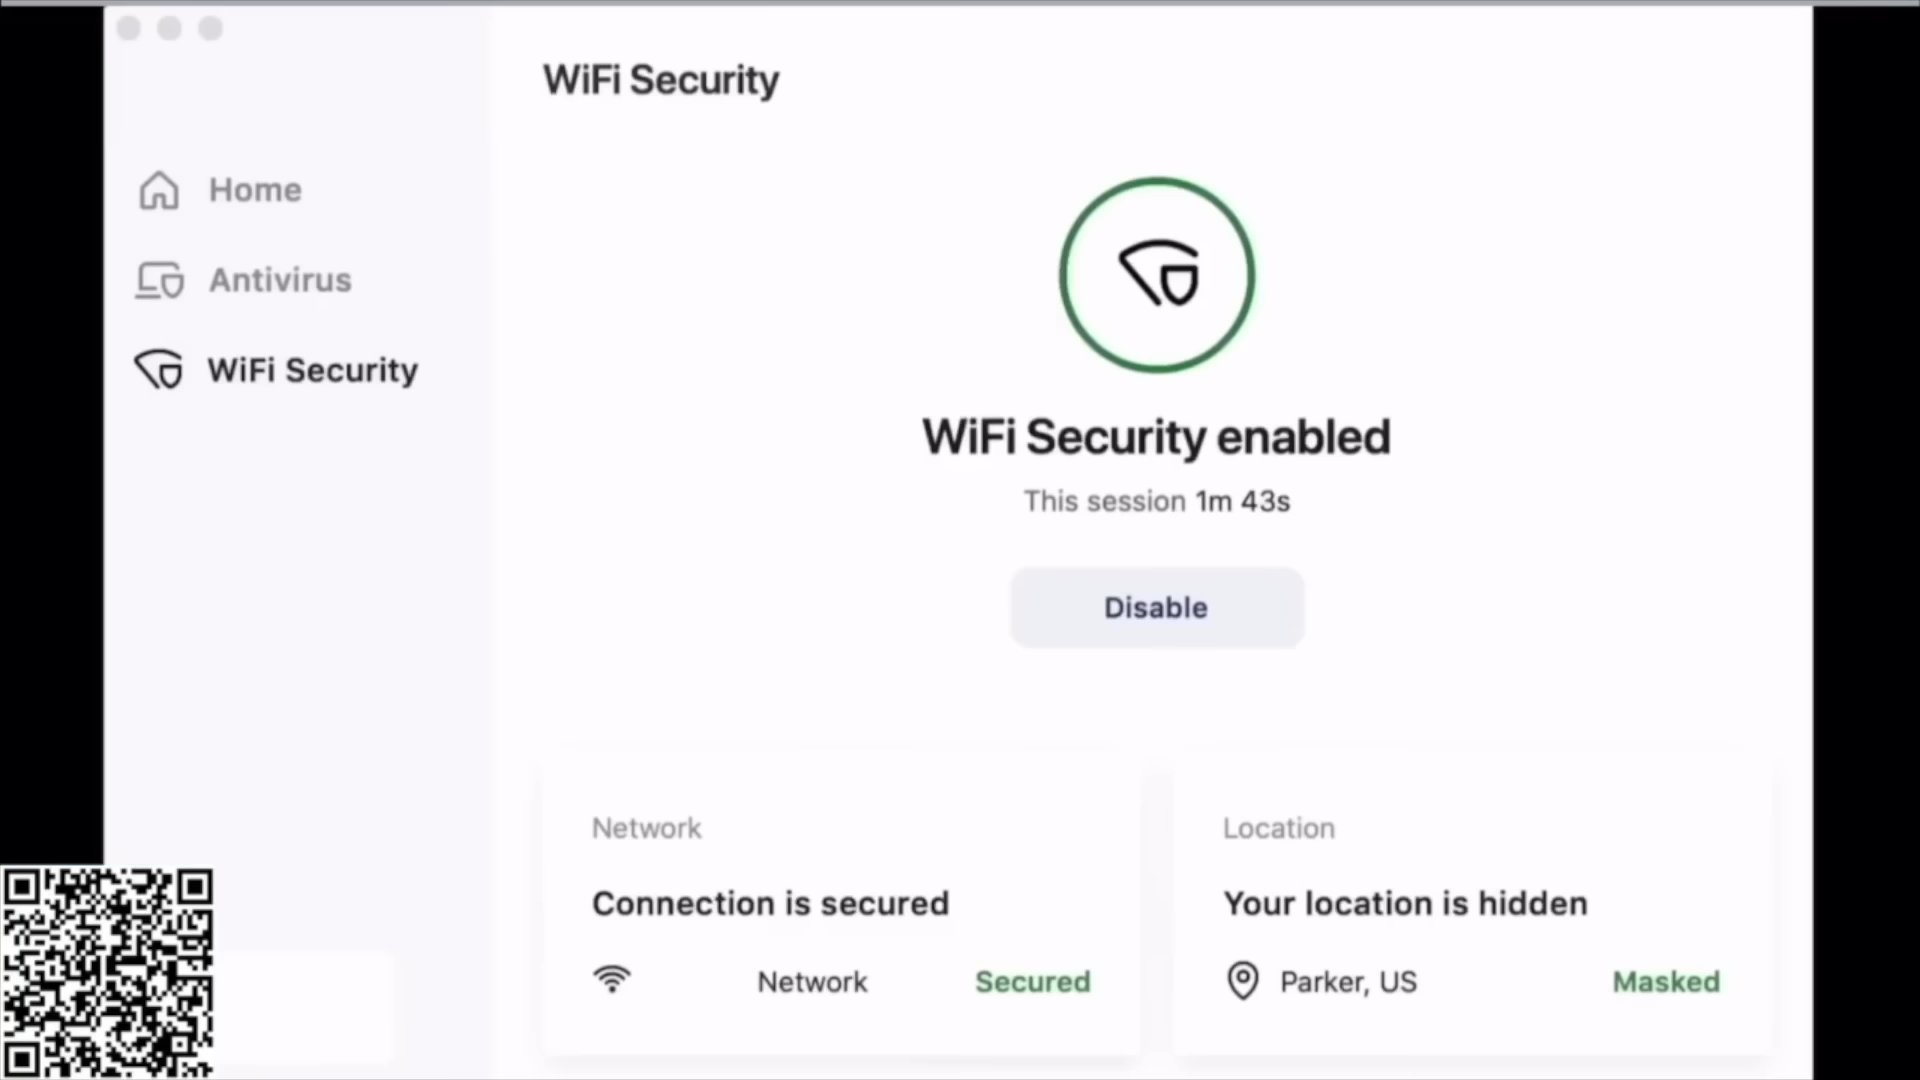 WiFi Security
Home
Antivirus
WiFi Security
WiFi Security enabled
This session 1m 43s
Disable
Network
Connection is secured
Network Secured
Location
Your location is hidden
Parker, US Masked